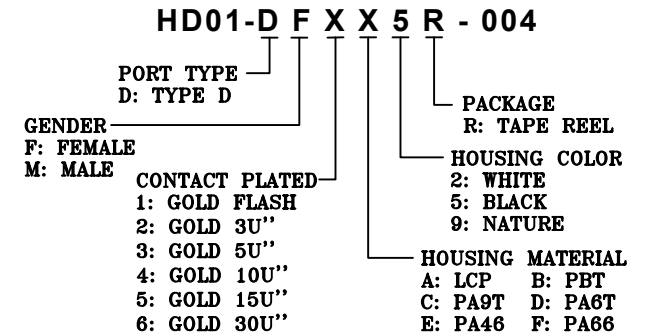 HD01-D F X X 5 R - 004
PORT TYPE
D: TYPE D
GENDER
F: FEMALE
M: MALE
CONTACT PLATED
1: GOLD FLASH
2: GOLD 3U''
3: GOLD 5U''
4: GOLD 10U''
5: GOLD 15U''
6: GOLD 30U''
PACKAGE
R: TAPE REEL
HOUSING COLOR
2: WHITE
5: BLACK
9: NATURE
HOUSING MATERIAL
A: LCP B: PBT
C: PA9T D: PA6T
E: PA46 F: PA66